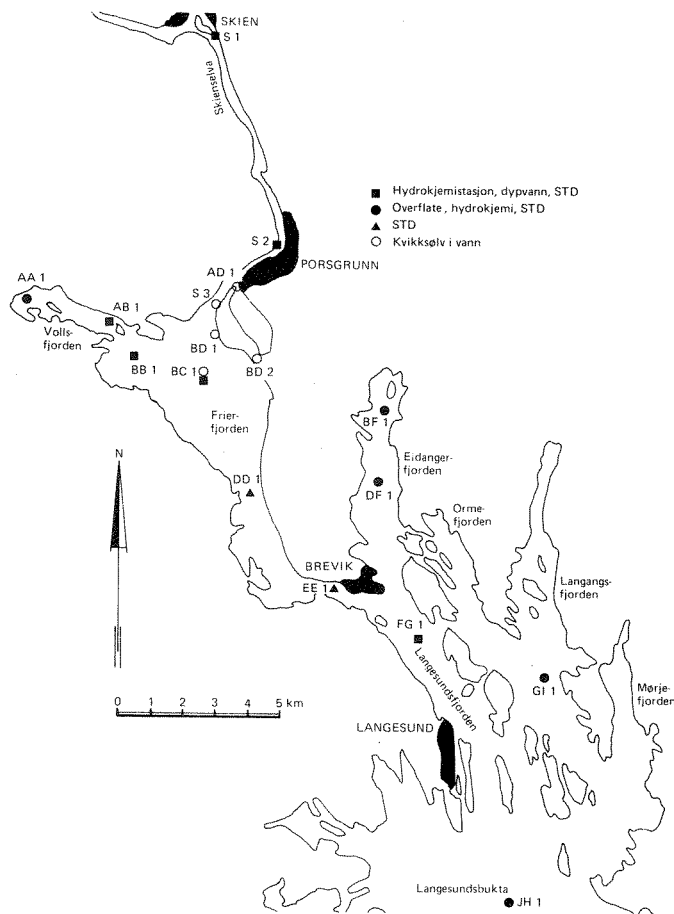 SKIEN
S 1
Skienselva
Hydrokjemistasjon, dypvann, STD
Overflate, hydrokjemi, STD
STD
Kvikksølv i vann
S 2
PORSGRUNN
AD 1
AA 1
S 3
AB 1
Volls-
fjorden
BD 1
BB 1
BC 1
BD 2
Frier-
fjorden
BF 1
N
Eidanger-
fjorden
DD 1
DF 1
Orme-
fjorden
BREVIK
EE 1
Langangs-
fjorden
FG 1
Langesundsfjorden
GI 1
Mørje-
fjorden
0 1 2 3 4 5 km
LANGESUND
Langesundsbukta
JH 1